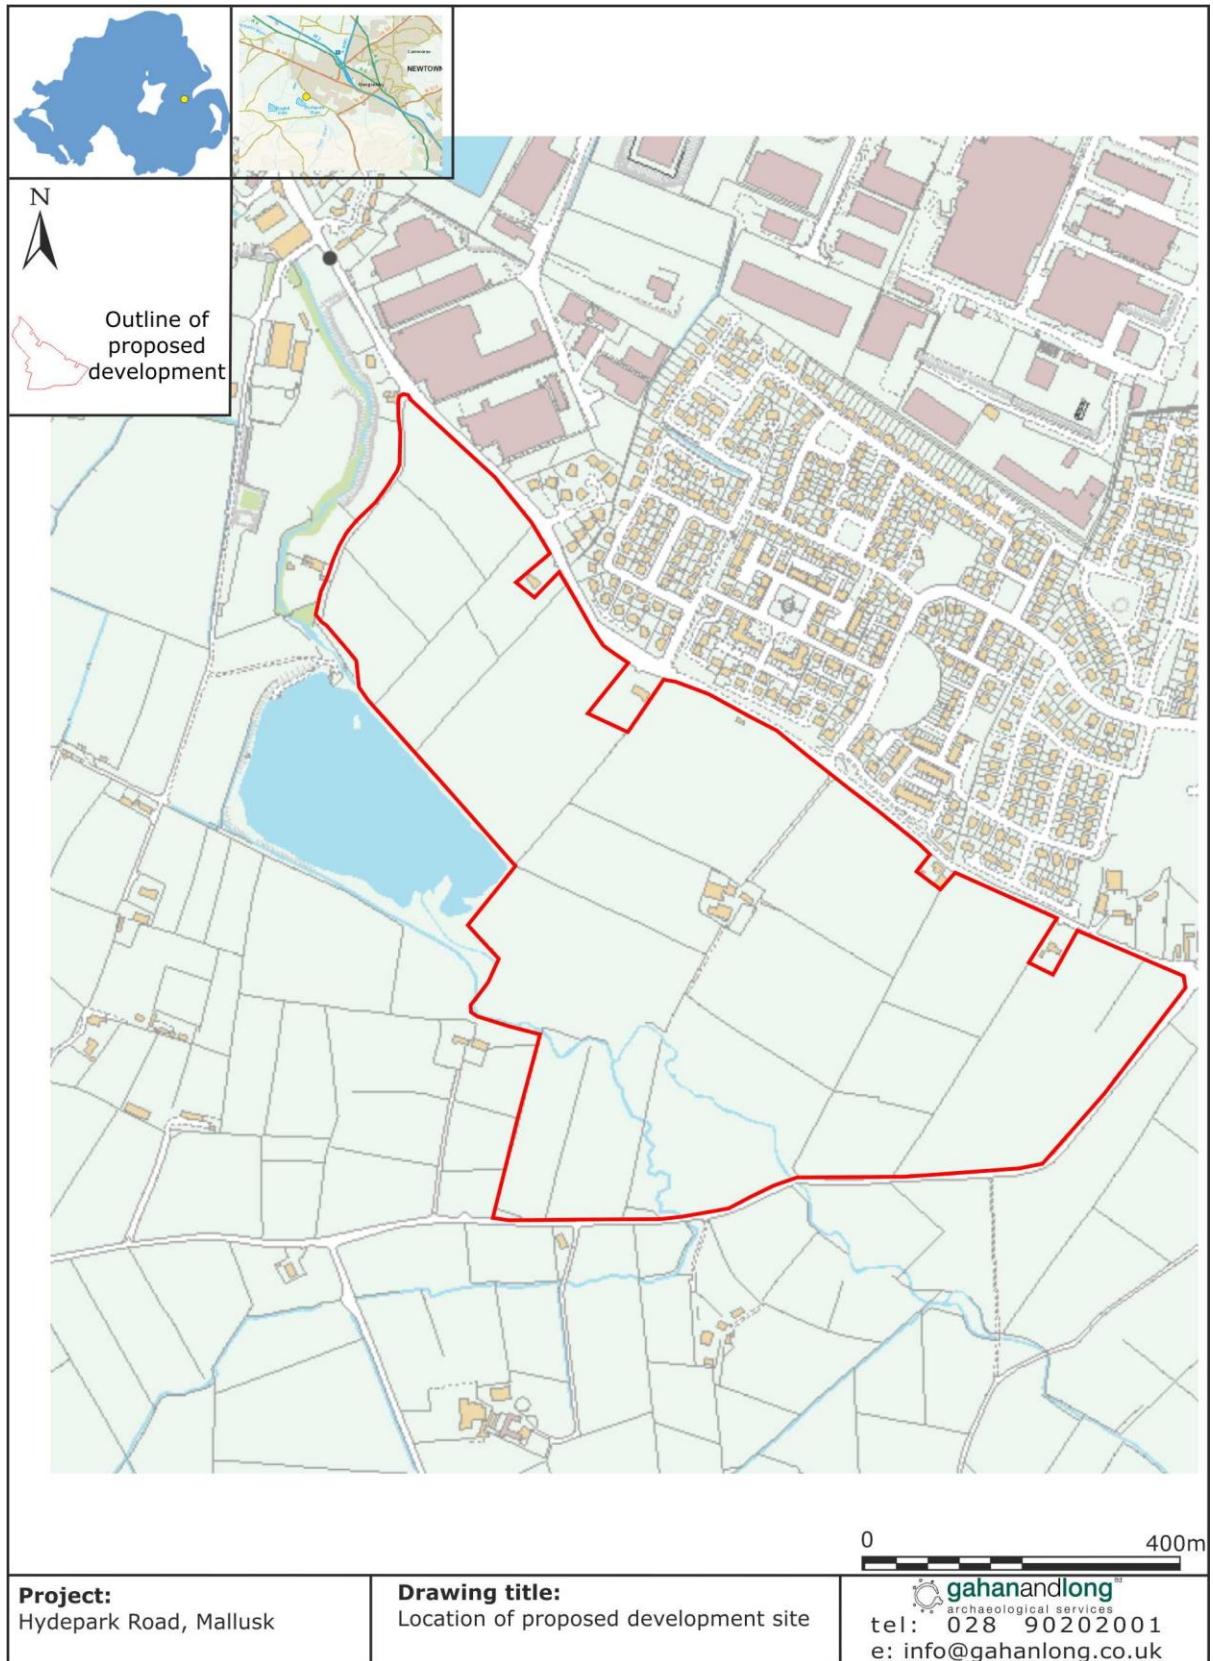 NEWTOWN
N
Outline of
proposed
development
0 400m
Project:
Hydepark Road, Mallusk
Drawing title:
Location of proposed development site
gahanandlong
archaeological services
tel: 028 90202001
e: info@gahanlong.co.uk